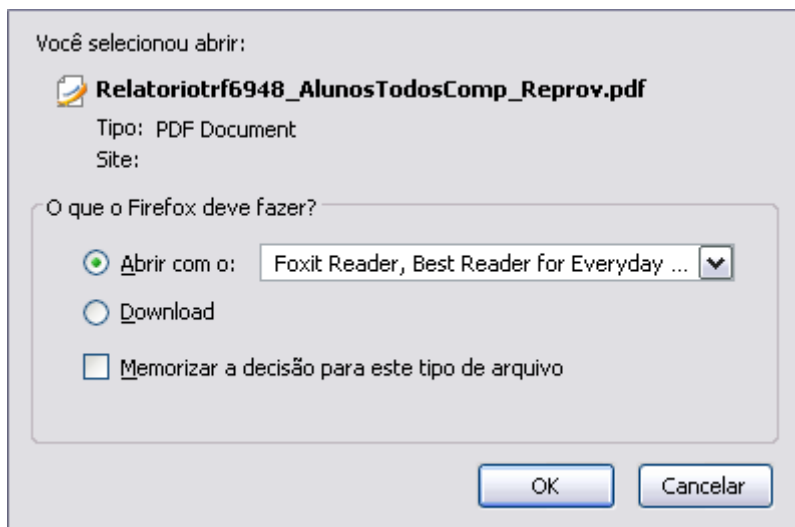 Você selecionou abrir:
Relatoriotrf6948_AlunosTodosComp_Reprov.pdf
Tipo: PDF Document
Site:
O que o Firefox deve fazer?
Abrir com o: Foxit Reader, Best Reader for Everyday ...
Download
Memorizar a decisão para este tipo de arquivo
OK Cancelar